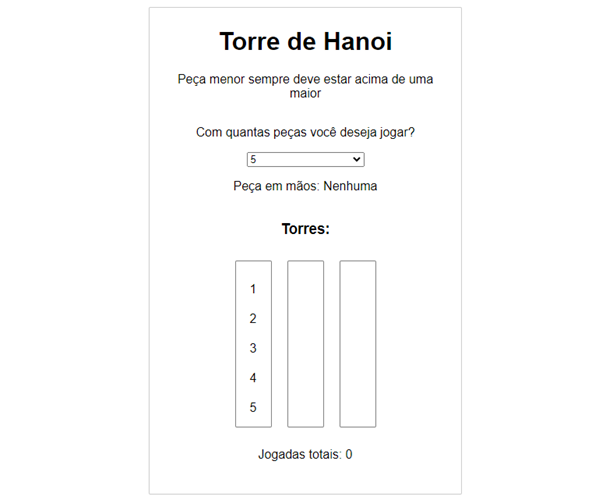 Torre de Hanoi
Peça menor sempre deve estar acima de uma
maior
Com quantas peças você deseja jogar?
5
Peça em mãos: Nenhuma
Torres:
1
2
3
4
5
Jogadas totais: 0